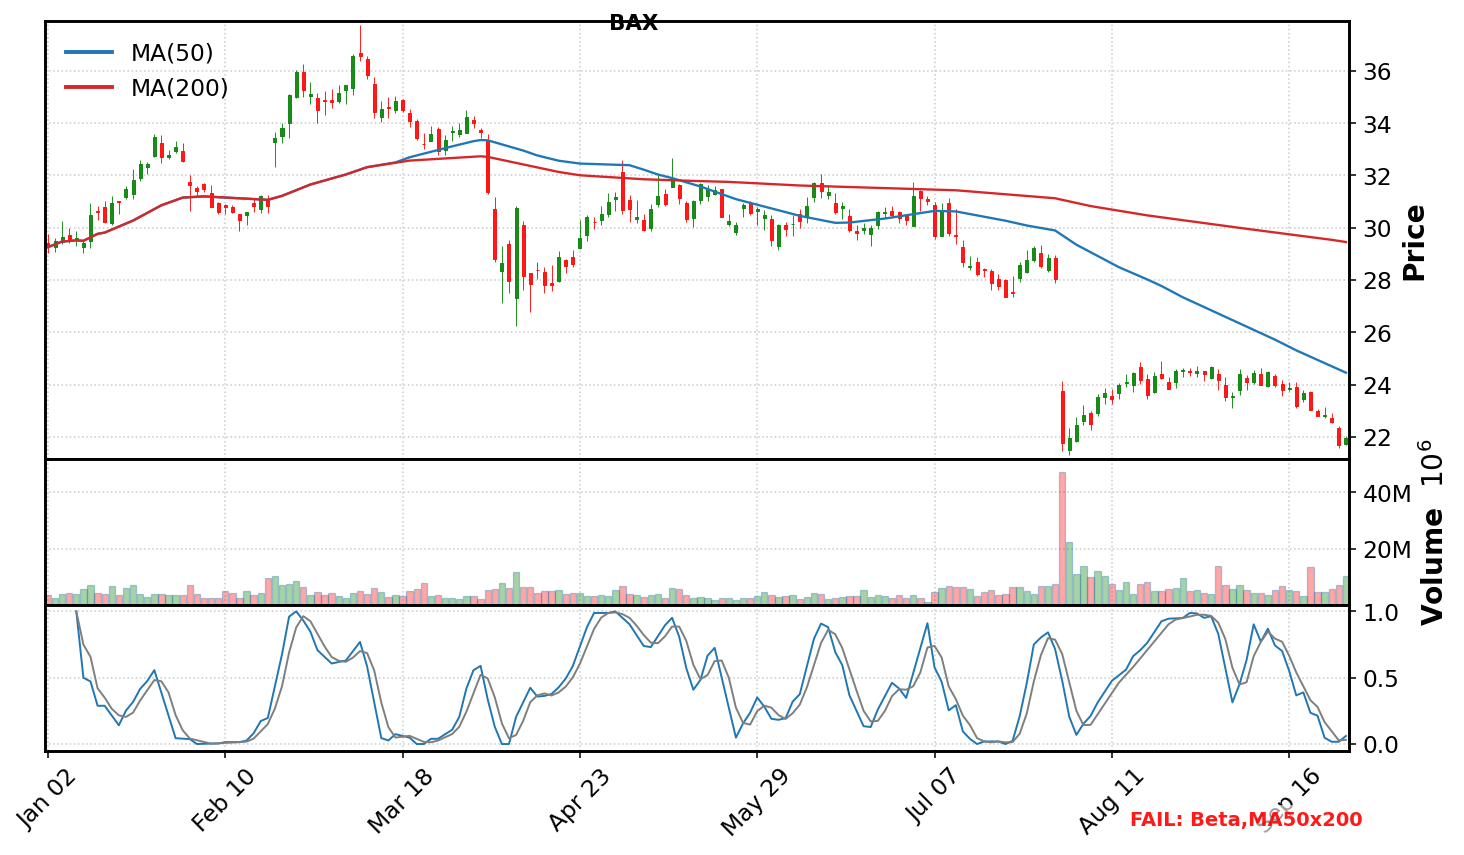 BAX
MA(50)
MA(200)
36
34
32
30
28
26
24
22
Price
40M
20M
Volume 10^6
1.0
0.5
0.0
Jan 02
Feb 10
Mar 18
Apr 23
May 29
Jul 07
Aug 11
Sep 16
FAIL: Beta,MA50x200